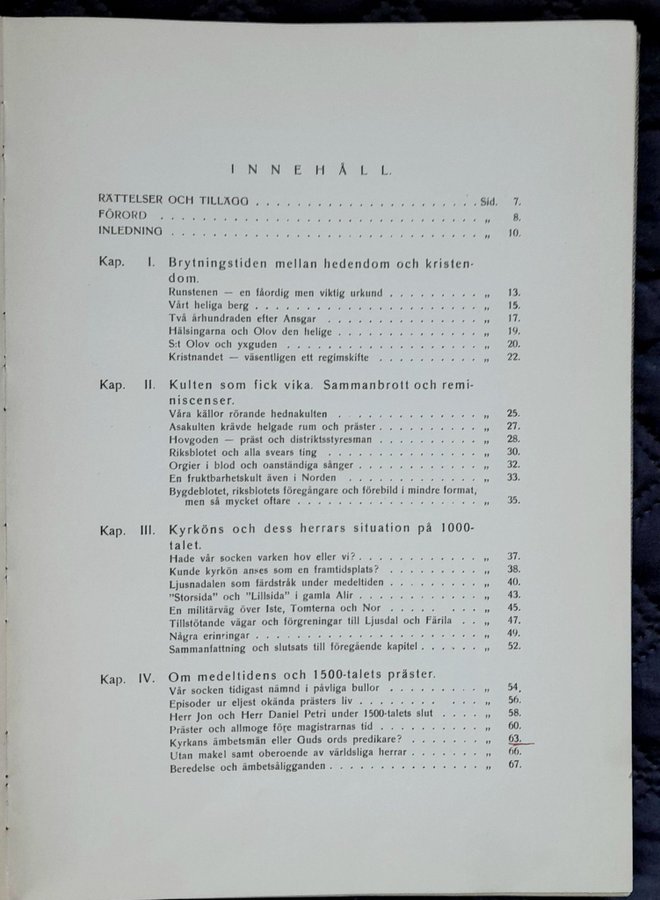 INNEHÅLL.
RÄTTELSER OCH TILLÄGG . . . . . . . . . . . . . . . . . . . . . . Sid. 7.
FÖRORD . . . . . . . . . . . . . . . . . . . . . . . . . . . . . . . „ 8.
INLEDNING . . . . . . . . . . . . . . . . . . . . . . . . . . . . . . „ 10.
Kap. I. Brytningstiden mellan hedendom och kristen-
dom.
Runstenen — en fåordig men viktig urkund . . . . . . . . . „ 13.
Vårt heliga berg . . . . . . . . . . . . . . . . . . . . . . „ 15.
Två århundraden efter Ansgar . . . . . . . . . . . . . . . „ 17.
Hälsingarna och Olov den helige . . . . . . . . . . . . . . „ 19.
S:t Olov och yxguden . . . . . . . . . . . . . . . . . . . „ 20.
Kristnandet — väsentligen ett regimskifte . . . . . . . . . . „ 22.
Kap. II. Kulten som fick vika. Sammanbrott och remi-
niscenser.
Våra källor rörande hednakulten . . . . . . . . . . . . . . „ 25.
Asakulten krävde helgade rum och präster . . . . . . . . . . „ 27.
Hovgoden — präst och distriktsstyresman . . . . . . . . . . „ 28.
Riksblotet och alla svears ting . . . . . . . . . . . . . . . „ 30.
Orgier i blod och oanständiga sånger . . . . . . . . . . . . „ 32.
En fruktbarhetskult även i Norden . . . . . . . . . . . . . „ 33.
Bygdeblotet, riksblotets föregångare och förebild i mindre format,
men så mycket oftare . . . . . . . . . . . . . . . . . . „ 35.
Kap. III. Kyrköns och dess herrars situation på 1000-
talet.
Hade vår socken varken hov eller vi? . . . . . . . . . . . . „ 37.
Kunde kyrkön anses som en framtidsplats? . . . . . . . . . „ 38.
Ljusnadalen som färdstråk under medeltiden . . . . . . . . . „ 40.
"Storsida" och "Lillsida" i gamla Alir . . . . . . . . . . . . „ 43.
En militärväg över Iste, Tomterna och Nor . . . . . . . . „ 45.
Tillstötande vägar och förgreningar till Ljusdal och Färila . . „ 47.
Några erinringar . . . . . . . . . . . . . . . . . . . . . . „ 49.
Sammanfattning och slutsats till föregående kapitel . . . . . . „ 52.
Kap. IV. Om medeltidens och 1500-talets präster.
Vår socken tidigast nämnd i påvliga bullor . . . . . . . . . „ 54.
Episoder ur eljest okända prästers liv . . . . . . . . . . . . „ 56.
Herr Jon och Herr Daniel Petri under 1500-talets slut . . . . „ 58.
Präster och allmoge före magistrarnas tid . . . . . . . . . . „ 60.
Kyrkans ämbetsmän eller Guds ords predikare? . . . . . . . „ 63.
Utan makel samt oberoende av världsliga herrar . . . . . . . „ 66.
Beredelse och ämbetsåligganden . . . . . . . . . . . . . . . „ 67.